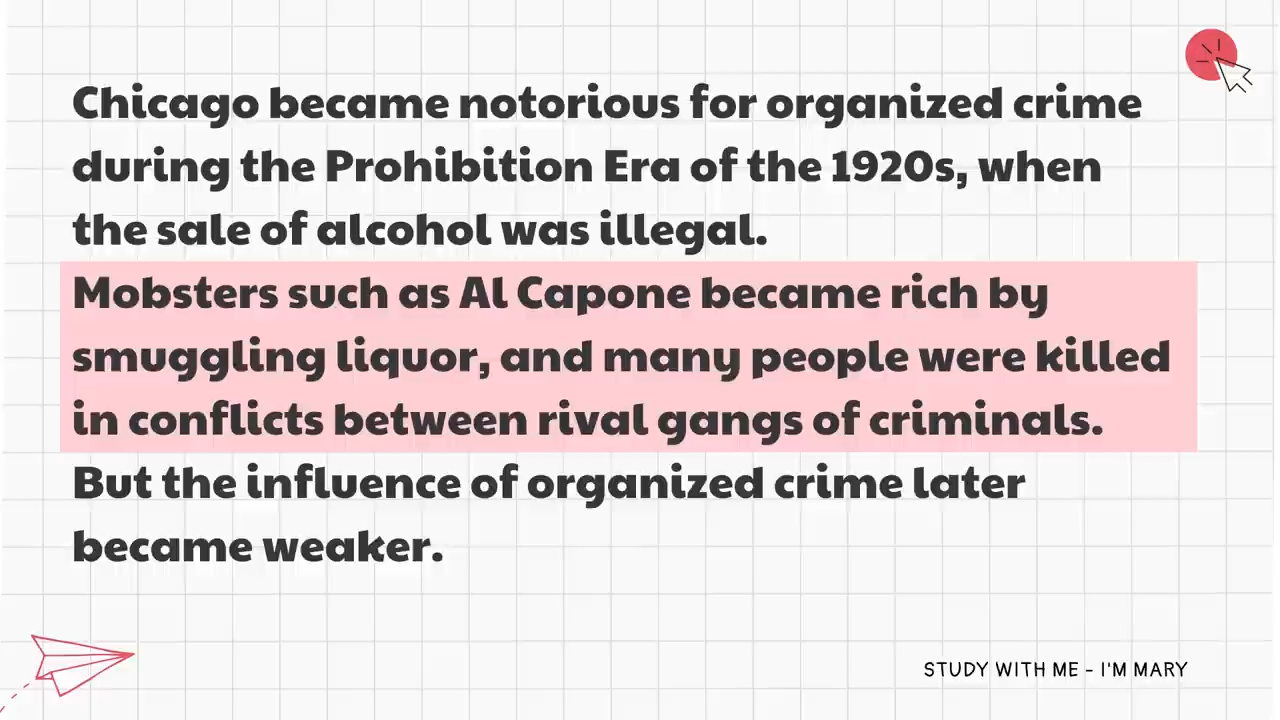 Chicago became notorious for organized crime
during the Prohibition Era of the 1920s, when
the sale of alcohol was illegal.
Mobsters such as Al Capone became rich by
smuggling liquor, and many people were killed
in conflicts between rival gangs of criminals.
But the influence of organized crime later
became weaker.
STUDY WITH ME - I'M MARY